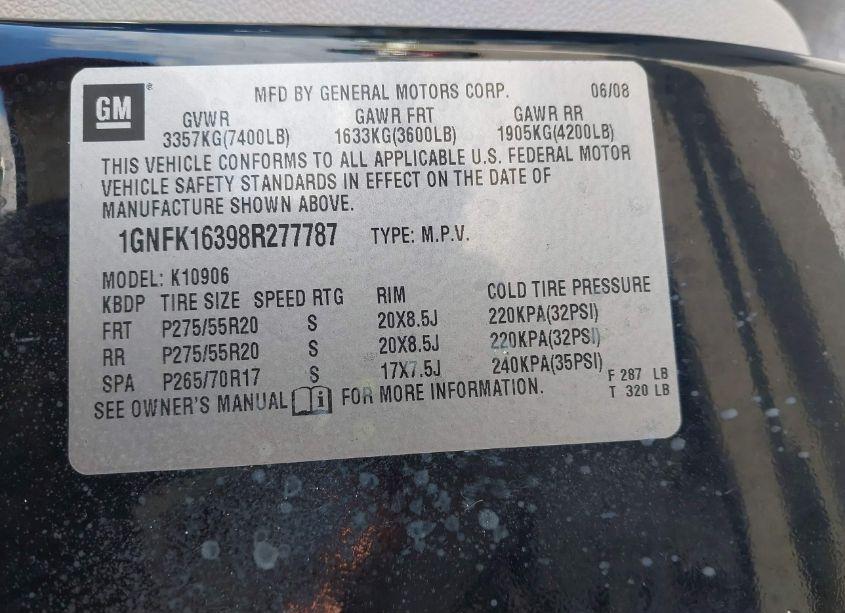 GM ® MFD BY GENERAL MOTORS CORP. 06/08
GVWR GAWR FRT GAWR RR
3357KG(7400LB) 1633KG(3600LB) 1905KG(4200LB)
THIS VEHICLE CONFORMS TO ALL APPLICABLE U.S. FEDERAL MOTOR
VEHICLE SAFETY STANDARDS IN EFFECT ON THE DATE OF
MANUFACTURE SHOWN ABOVE.
1GNFK16398R277787 TYPE: M.P.V.
MODEL: K10906
KBDP TIRE SIZE SPEED RTG RIM COLD TIRE PRESSURE
FRT P275/55R20 S 20X8.5J 220KPA(32PSI)
RR P275/55R20 S 20X8.5J 220KPA(32PSI)
SPA P265/70R17 S 17X7.5J 240KPA(35PSI) F 287 LB
SEE OWNER'S MANUAL i FOR MORE INFORMATION. T 320 LB